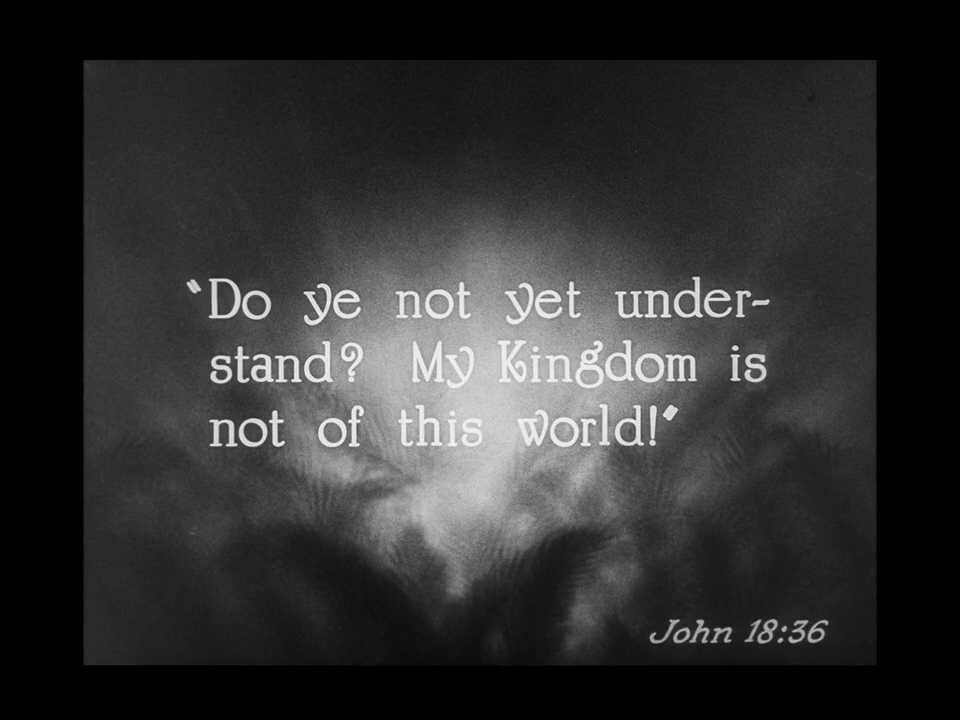 "Do ye not yet under-
stand? My Kingdom is
not of this world!"
John 18:36